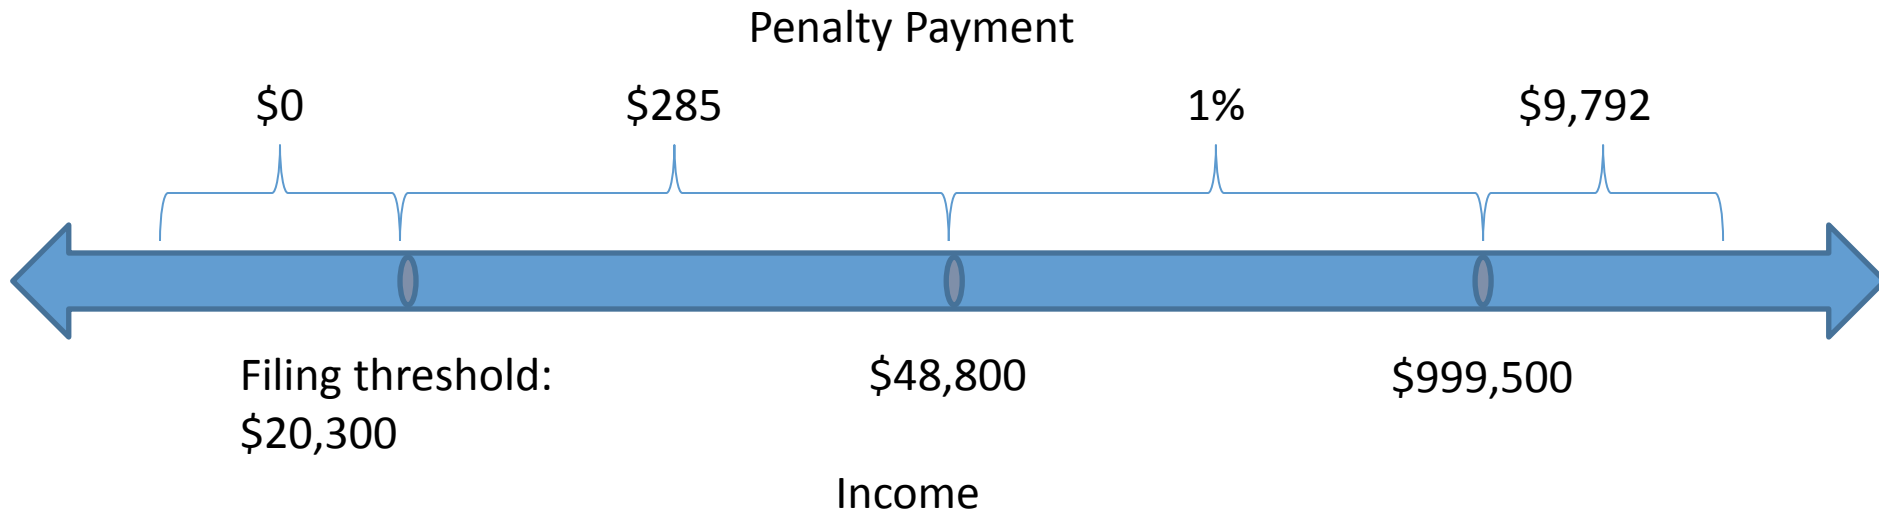 Penalty Payment
$0
$285
1%
$9,792
Filing threshold:
$20,300
$48,800
$999,500
Income